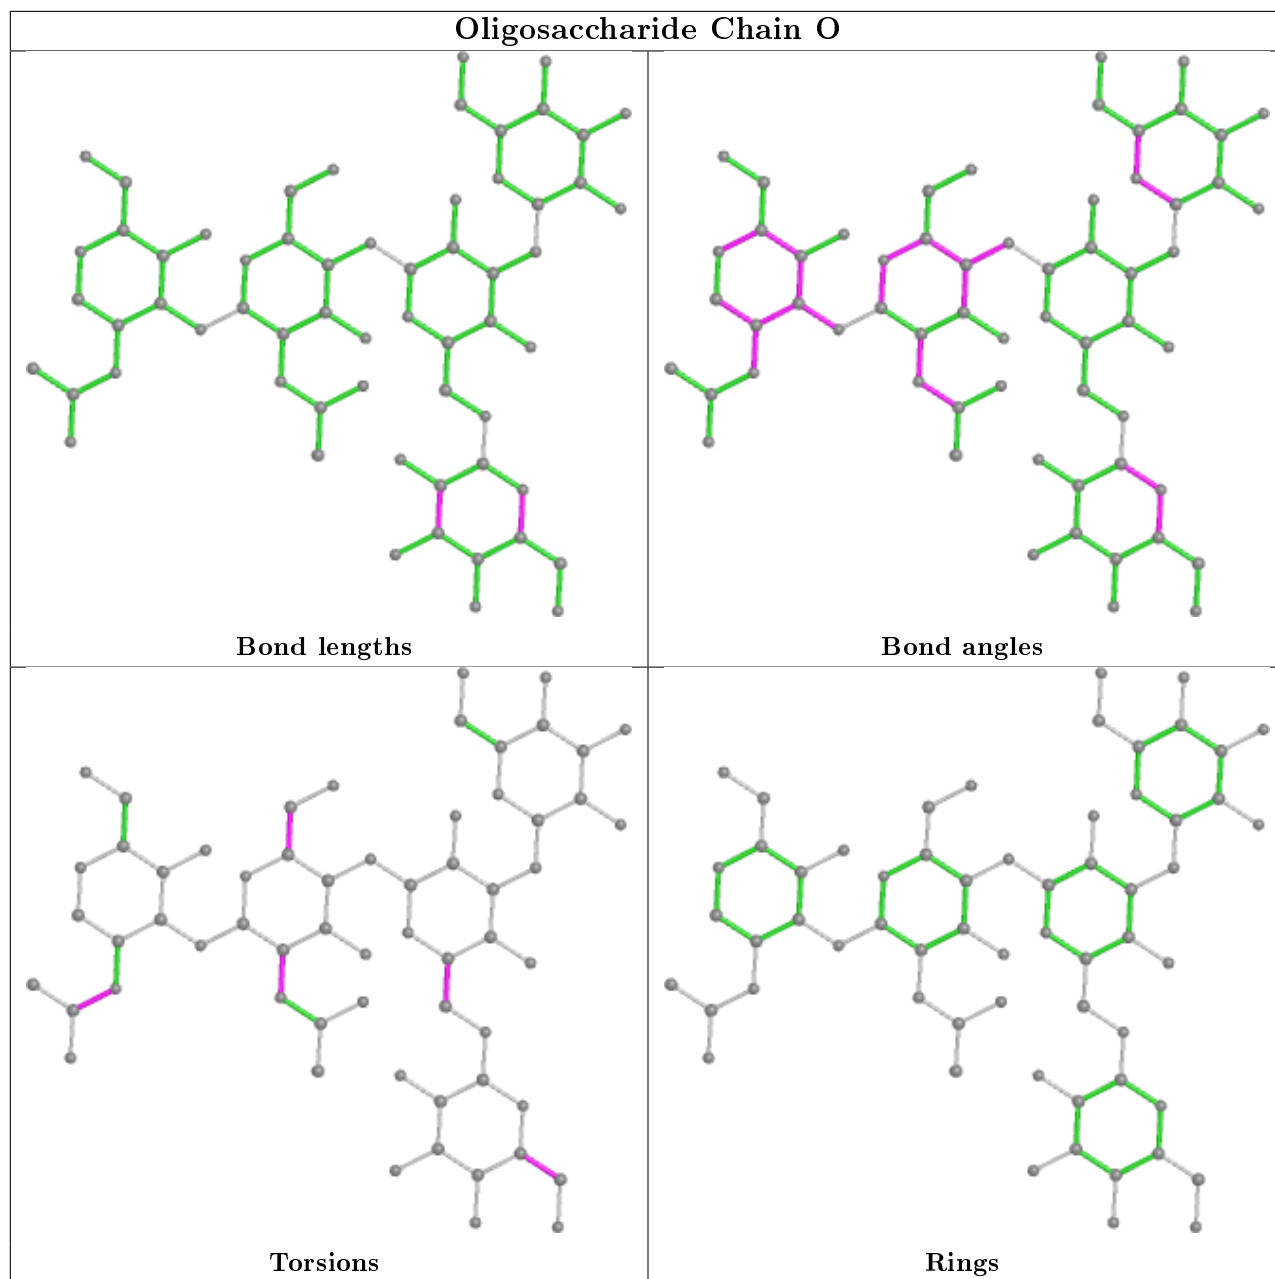 Oligosaccharide Chain O
Bond lengths
Bond angles
Torsions
Rings